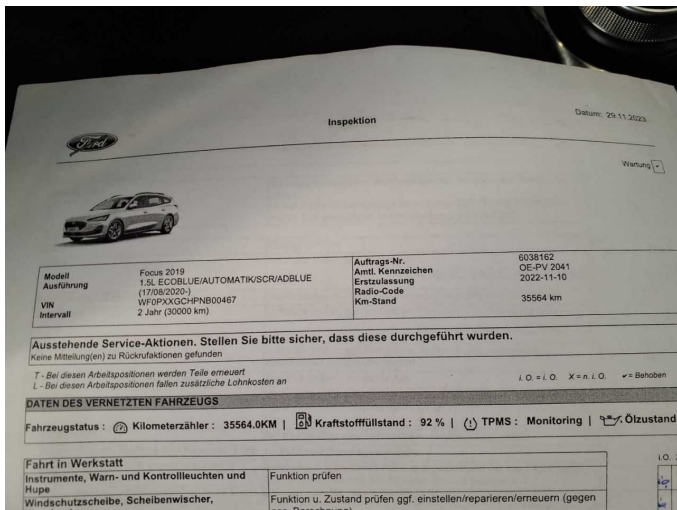 Datum: 29.11.2023
Inspektion
Ford
Wartung
Modell Focus 2019
Ausführung 1.5L ECOBLUE/AUTOMATIK/SCR/ADBLUE
(17/08/2020-)
VIN WF0PXXGCHPNB00467
Intervall 2 Jahr (30000 km)
Auftrags-Nr. 6038162
Amtl. Kennzeichen OE-PV 2041
Erstzulassung 2022-11-10
Radio-Code
Km-Stand 35564 km
Ausstehende Service-Aktionen. Stellen Sie bitte sicher, dass diese durchgeführt wurden.
Keine Mitteilung(en) zu Rückrufaktionen gefunden
T - Bei diesen Arbeitspositionen werden Teile erneuert
L - Bei diesen Arbeitspositionen fallen zusätzliche Lohnkosten an
i. O. = i. O. X = n. i. O. ✔= Behoben
DATEN DES VERNETZTEN FAHRZEUGS
Fahrzeugstatus : Kilometerzähler : 35564.0KM | Kraftstofffüllstand : 92 % | (!) TPMS : Monitoring | Ölzustand
Fahrt in Werkstatt
i.O.
Instrumente, Warn- und Kontrollleuchten und Funktion prüfen
Hupe
i.O.
Windschutzscheibe, Scheibenwischer, Funktion u. Zustand prüfen ggf. einstellen/reparieren/erneuern (gegen